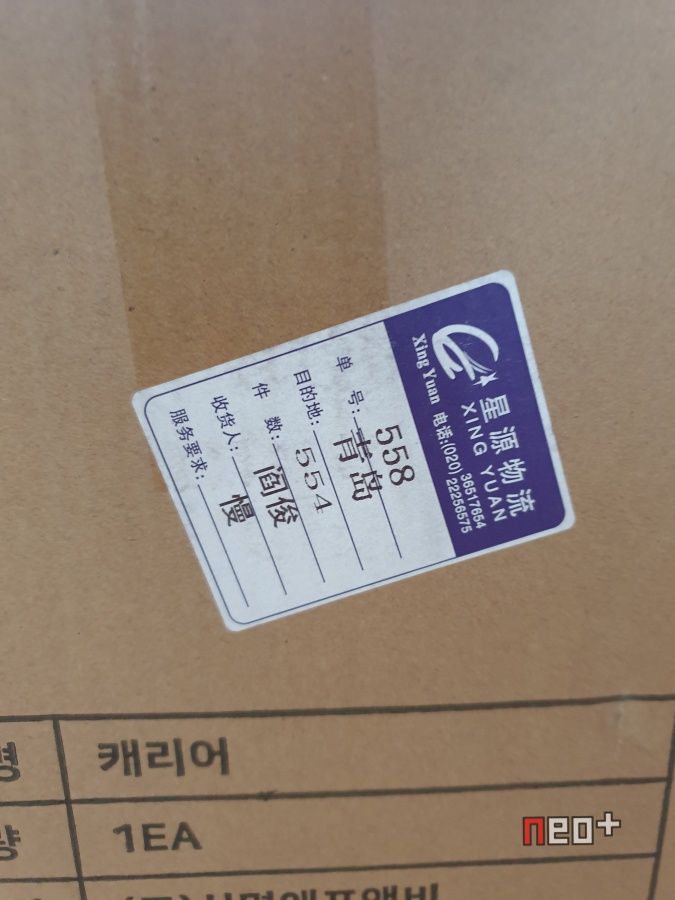 星源物流
XING YUAN
Xing Yuan
电话:(020) 36517654
22256575
单 号: 558
目的地: 青岛
件 数: 554
收货人: 阎俊
服务要求: 慢
캐리어
1EA
neo+